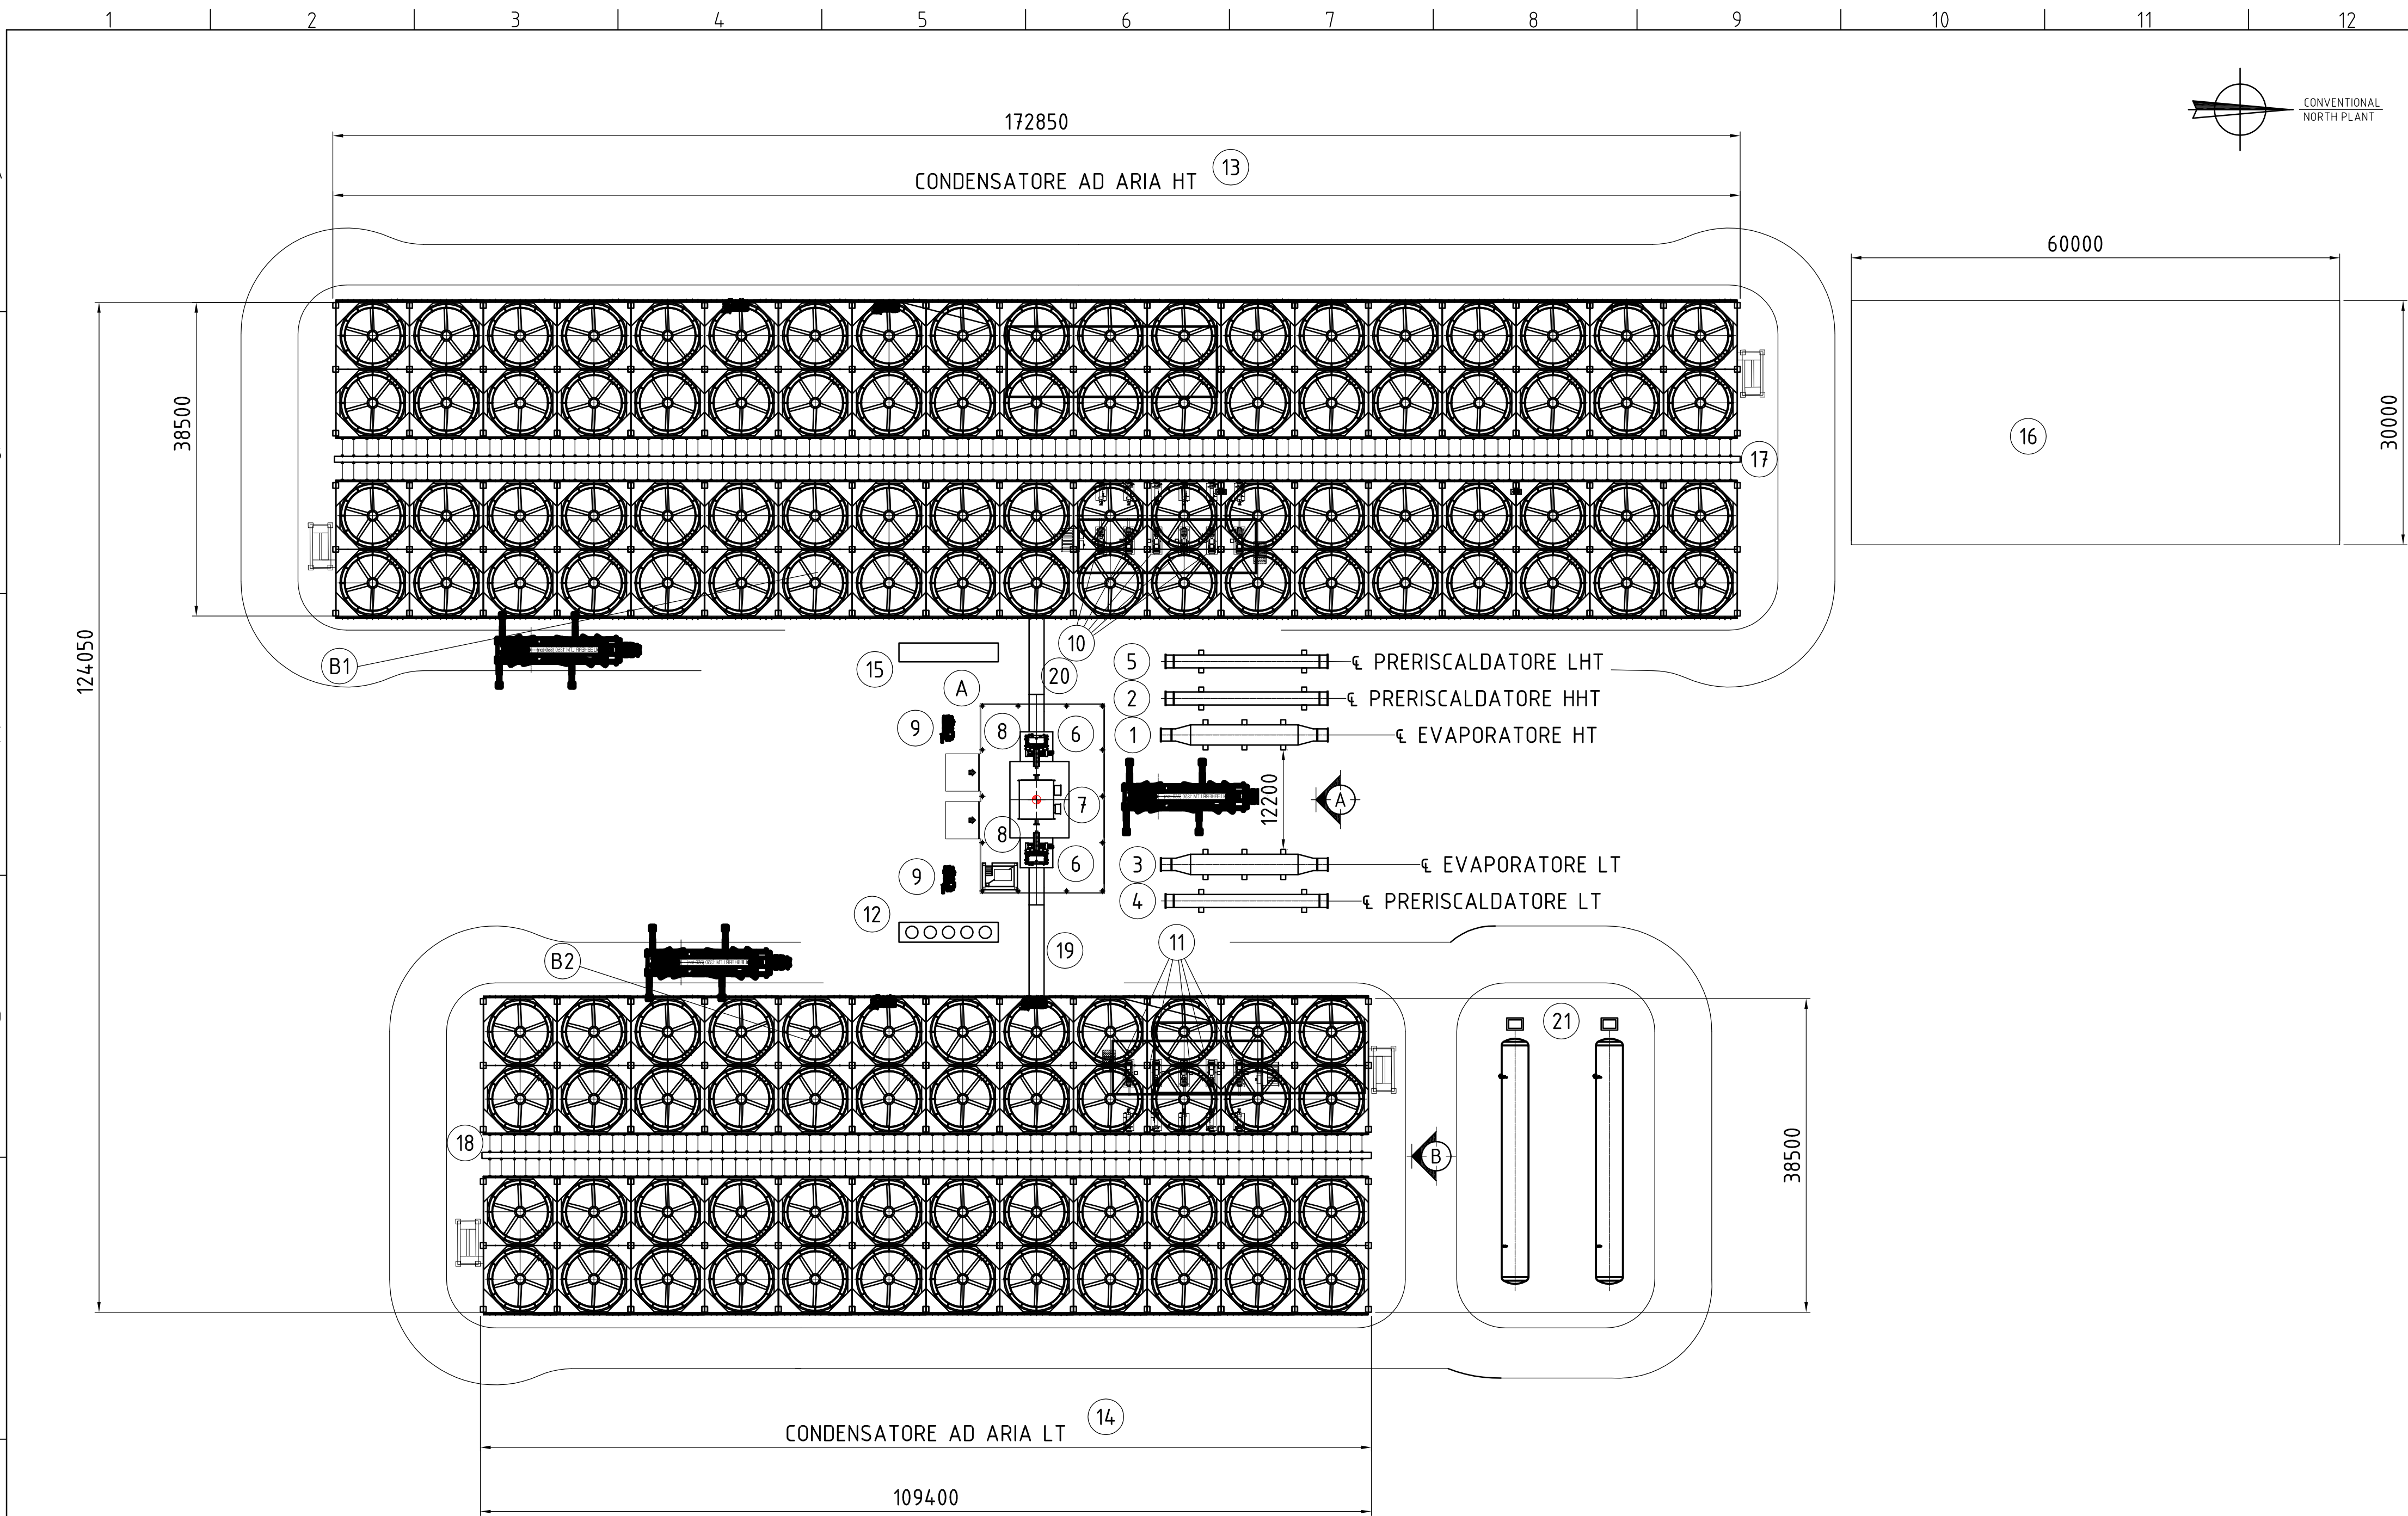 1 2 3 4 5 6 7 8 9 10 11 12
CONVENTIONAL
NORTH PLANT
172850
CONDENSATORE AD ARIA HT
13
60000
38500
30000
16
17
124050
B1
10
15
20
5
℄ PRERISCALDATORE LHT
A
2
℄ PRERISCALDATORE HHT
9
8
6
1
℄ EVAPORATORE HT
12200
A
7
8
6
3
℄ EVAPORATORE LT
9
4
℄ PRERISCALDATORE LT
12
19
11
B2
21
18
B
38500
14
CONDENSATORE AD ARIA LT
109400